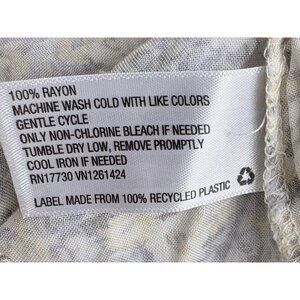 100% RAYON
MACHINE WASH COLD WITH LIKE COLORS
GENTLE CYCLE
ONLY NON-CHLORINE BLEACH IF NEEDED
TUMBLE DRY LOW, REMOVE PROMPTLY
COOL IRON IF NEEDED
RN17730 VN1261424
LABEL MADE FROM 100% RECYCLED PLASTIC